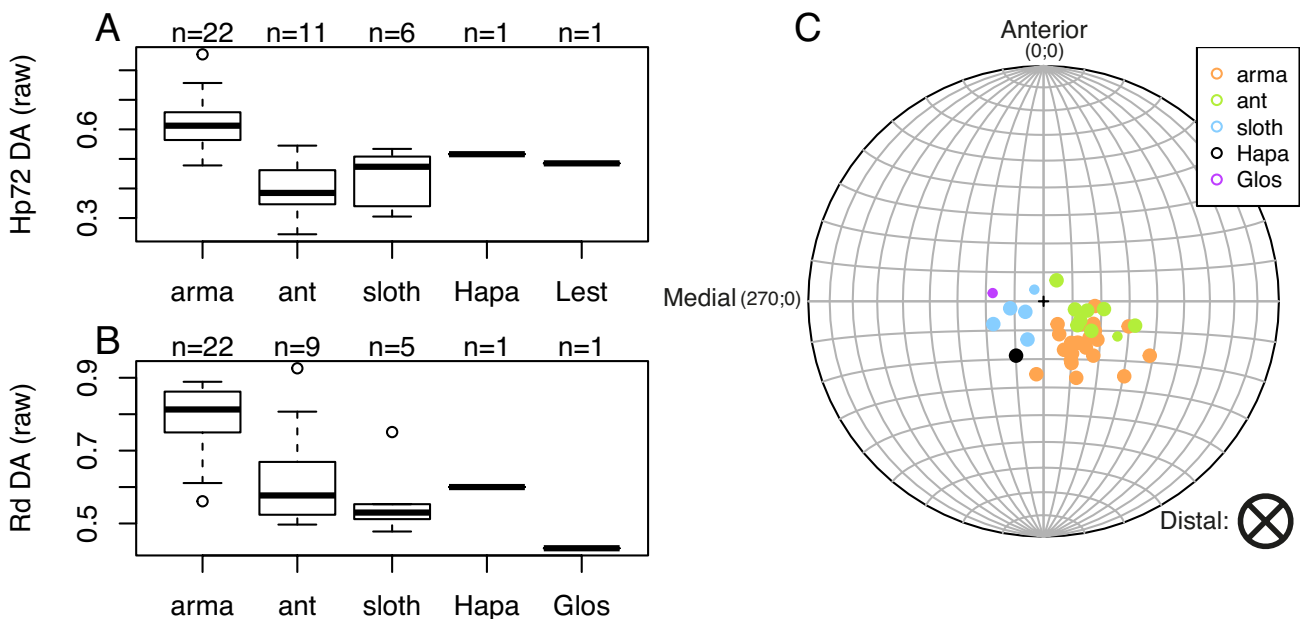 A
n=22 n=11 n=6 n=1 n=1
Hp72 DA (raw)
0.6
0.3
arma ant sloth Hapa Lest
B
n=22 n=9 n=5 n=1 n=1
Rd DA (raw)
0.9
0.7
0.5
arma ant sloth Hapa Glos
C
Anterior
(0;0)
Medial (270;0)
arma
ant
sloth
Hapa
Glos
Distal: